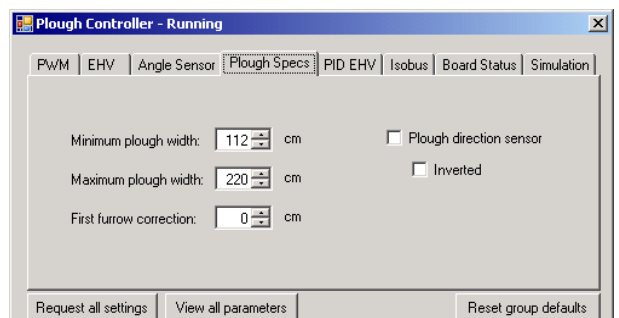 Plough Controller - Running
PWM EHV Angle Sensor Plough Specs PID EHV Isobus Board Status Simulation
Minimum plough width: 112 cm Plough direction sensor
Maximum plough width: 220 cm Inverted
First furrow correction: 0 cm
Request all settings View all parameters Reset group defaults